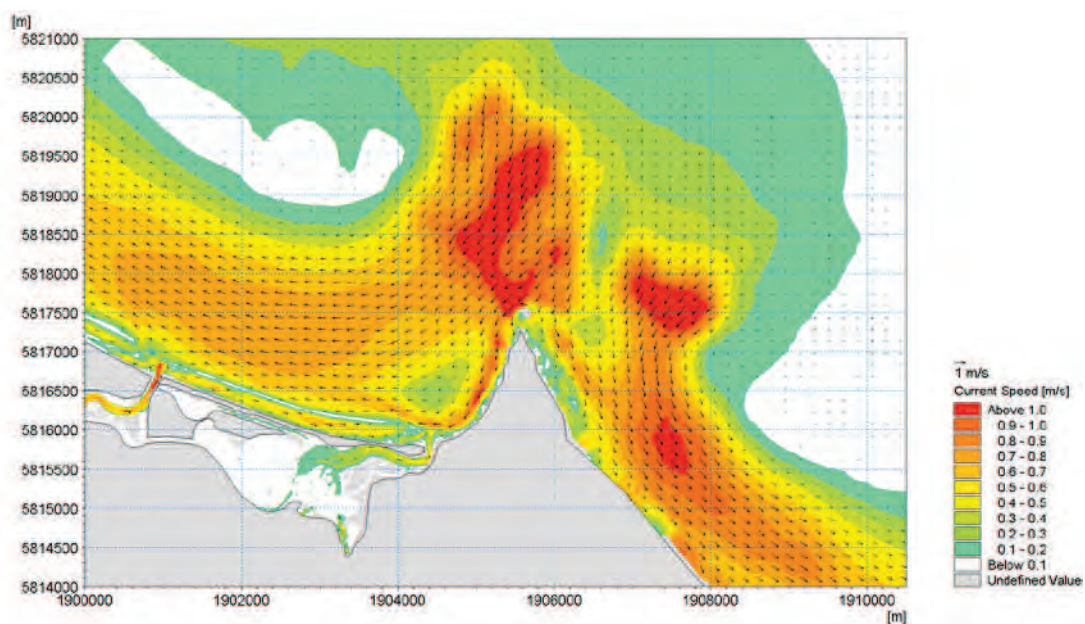 [m]
5821000
5820500
5820000
5819500
5819000
5818500
5818000
5817500
5817000
5816500
5816000
5815500
5815000
5814500
5814000
1900000 1902000 1904000 1906000 1908000 1910000
[m]
1 m/s
Current Speed [m/s]
Above 1.0
0.9 - 1.0
0.8 - 0.9
0.7 - 0.8
0.6 - 0.7
0.5 - 0.6
0.4 - 0.5
0.3 - 0.4
0.2 - 0.3
0.1 - 0.2
Below 0.1
Undefined Value